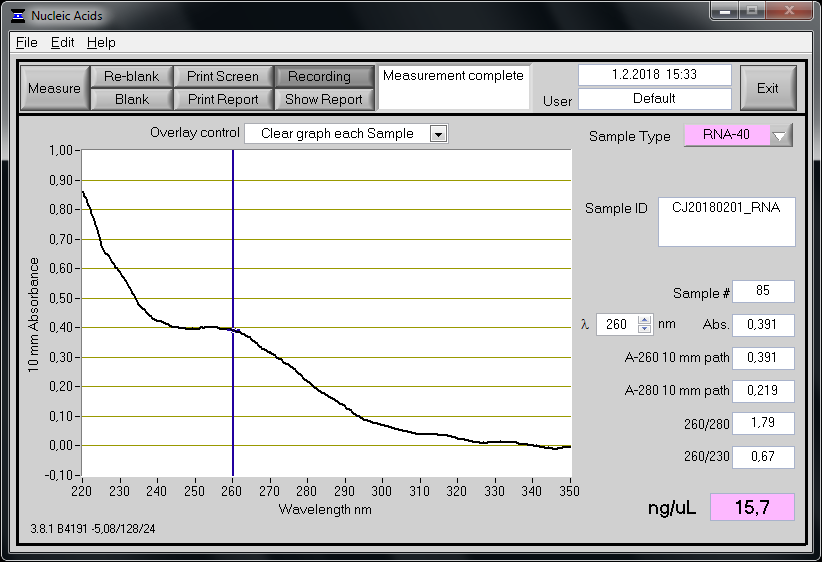 Nucleic Acids
File Edit Help
Measure
Re-blank
Print Screen
Recording
Blank
Print Report
Show Report
Measurement complete
1.2.2018 15:33
User
Default
Exit
Overlay control
Clear graph each Sample
Sample Type
RNA-40
10 mm Absorbance
1,00
0,90
0,80
0,70
0,60
0,50
0,40
0,30
0,20
0,10
0,00
-0,10
220 230 240 250 260 270 280 290 300 310 320 330 340 350
Wavelength nm
Sample ID
CJ20180201_RNA
Sample # 85
λ 260 nm Abs. 0,391
A-260 10 mm path 0,391
A-280 10 mm path 0,219
260/280 1,79
260/230 0,67
ng/uL 15,7
3.8.1 B4191 -5,08/128/24